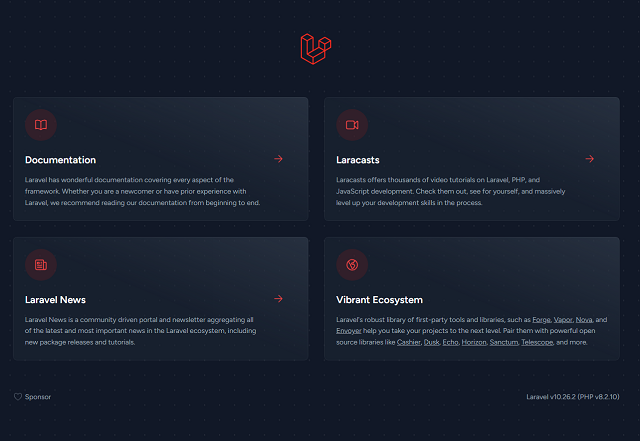 Documentation
Laravel has wonderful documentation covering every aspect of the
framework. Whether you are a newcomer or have prior experience with
Laravel, we recommend reading our documentation from beginning to end.
Laracasts
Laracasts offers thousands of video tutorials on Laravel, PHP, and
JavaScript development. Check them out, see for yourself, and massively
level up your development skills in the process.
Laravel News
Laravel News is a community driven portal and newsletter aggregating all
of the latest and most important news in the Laravel ecosystem, including
new package releases and tutorials.
Vibrant Ecosystem
Laravel's robust library of first-party tools and libraries, such as Forge, Vapor, Nova, and
Envoyer help you take your projects to the next level. Pair them with powerful open
source libraries like Cashier, Dusk, Echo, Horizon, Sanctum, Telescope, and more.
Sponsor
Laravel v10.26.2 (PHP v8.2.10)